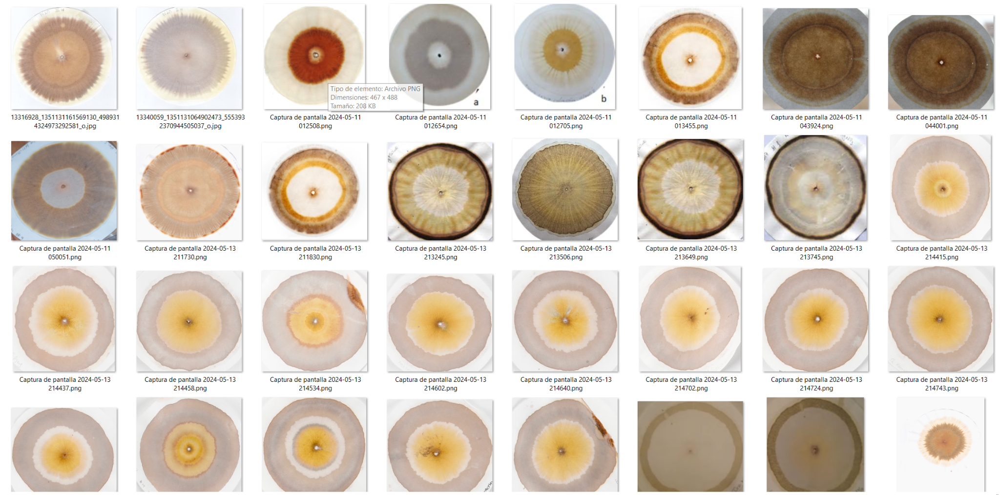 Tipo de elemento: Archivo PNG
Dimensiones: 467 x 488
Tamaño: 208 KB
a
b
13316928_1351131161569130_498931
4324973292581_o.jpg
13340059_1351131064902473_555393
2370944505037_o.jpg
Captura de pantalla 2024-05-11
012508.png
Captura de pantalla 2024-05-11
012654.png
Captura de pantalla 2024-05-11
012705.png
Captura de pantalla 2024-05-11
013455.png
Captura de pantalla 2024-05-11
043924.png
Captura de pantalla 2024-05-11
044001.png
Captura de pantalla 2024-05-11
050051.png
Captura de pantalla 2024-05-13
211730.png
Captura de pantalla 2024-05-13
211830.png
Captura de pantalla 2024-05-13
213245.png
Captura de pantalla 2024-05-13
213506.png
Captura de pantalla 2024-05-13
213649.png
Captura de pantalla 2024-05-13
213745.png
Captura de pantalla 2024-05-13
214415.png
Captura de pantalla 2024-05-13
214437.png
Captura de pantalla 2024-05-13
214458.png
Captura de pantalla 2024-05-13
214534.png
Captura de pantalla 2024-05-13
214602.png
Captura de pantalla 2024-05-13
214640.png
Captura de pantalla 2024-05-13
214702.png
Captura de pantalla 2024-05-13
214724.png
Captura de pantalla 2024-05-13
214743.png